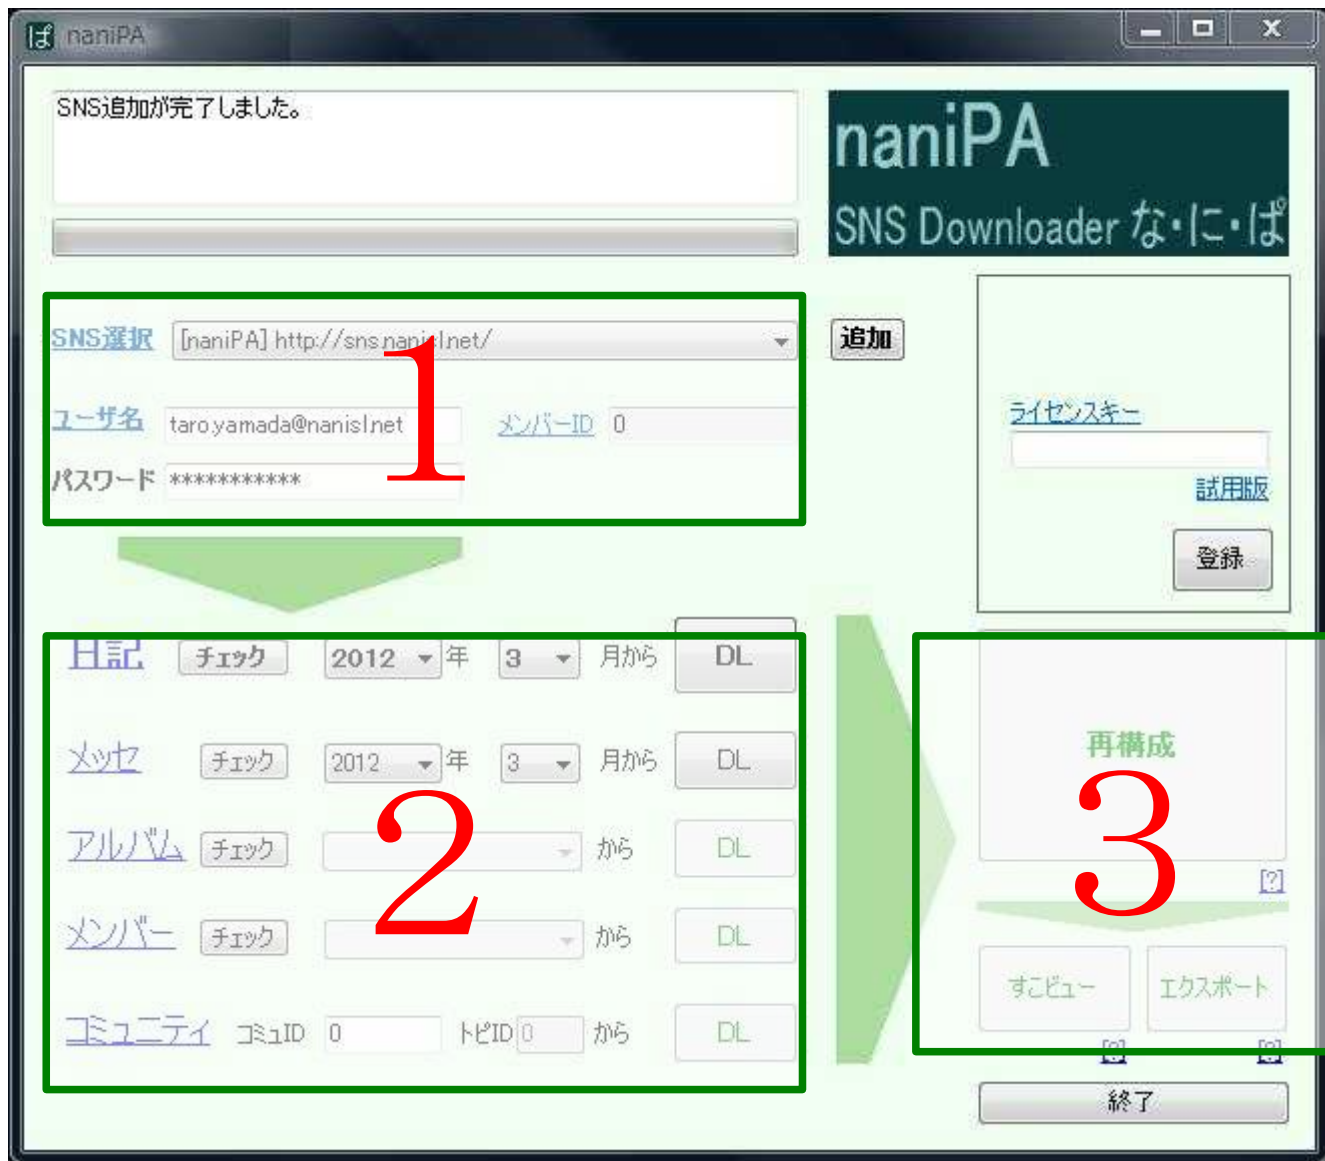 naniPA
SNS追加が完了しました。
naniPA
SNS Downloader な・に・ぱ
SNS選択 [naniPA] http://sns.nanisl.net/ 追加
1
ユーザ名 taro.yamada@nanisl.net メンバーID 0
パスワード ***********
ライセンスキー
試用版
登録
日記 チェック 2012 年 3 月から DL
メッセ チェック 2012 年 3 月から DL
2
アルバム チェック から DL
メンバー チェック から DL
コミュニティ コミュID 0 トピID 0 から DL
再構成
3
[?]
すこビュー エクスポート
[?] [?]
終了